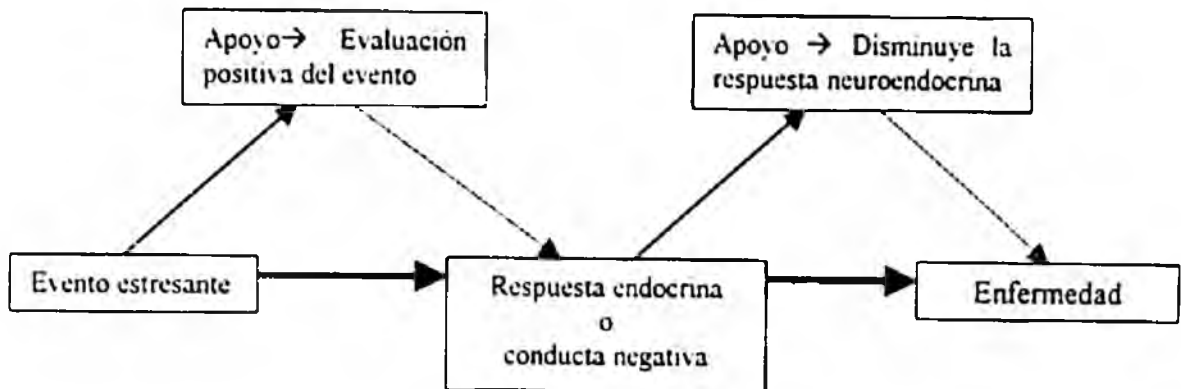 Apoyo→ Evaluación
positiva del evento
Apoyo → Disminuye la
respuesta neuroendocrina
Evento estresante
Respuesta endocrina
o
conducta negativa
Enfermedad